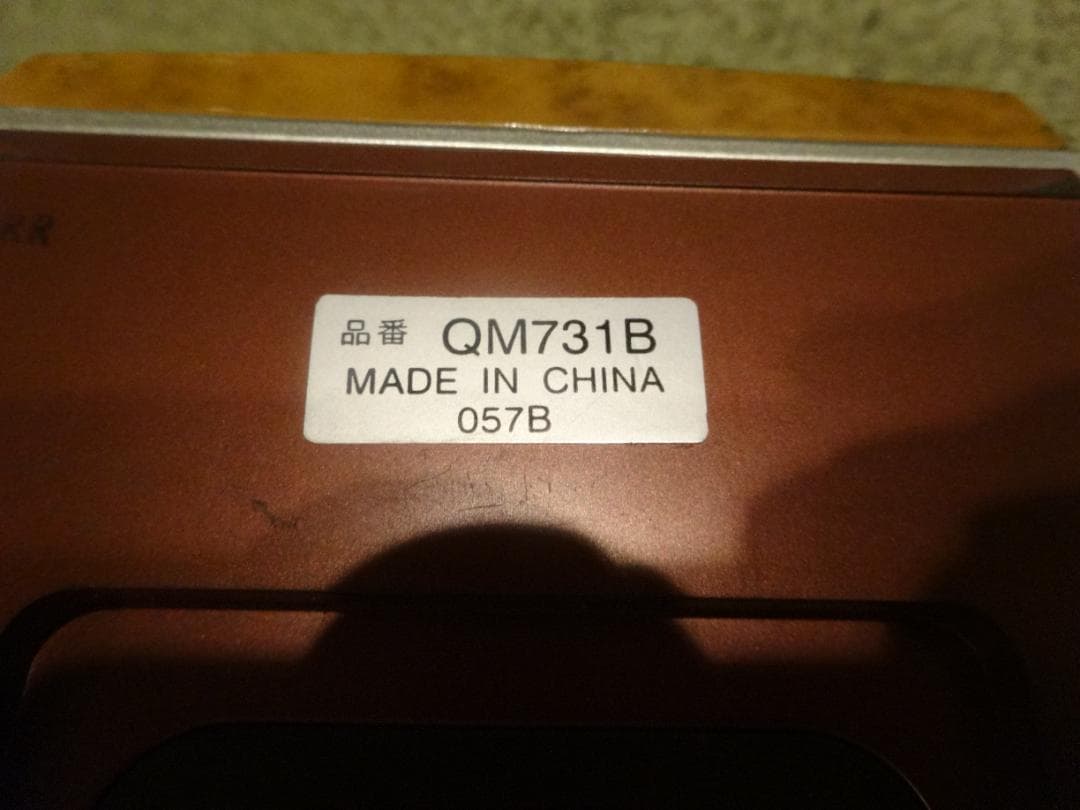 品番 QM731B
MADE IN CHINA
057B